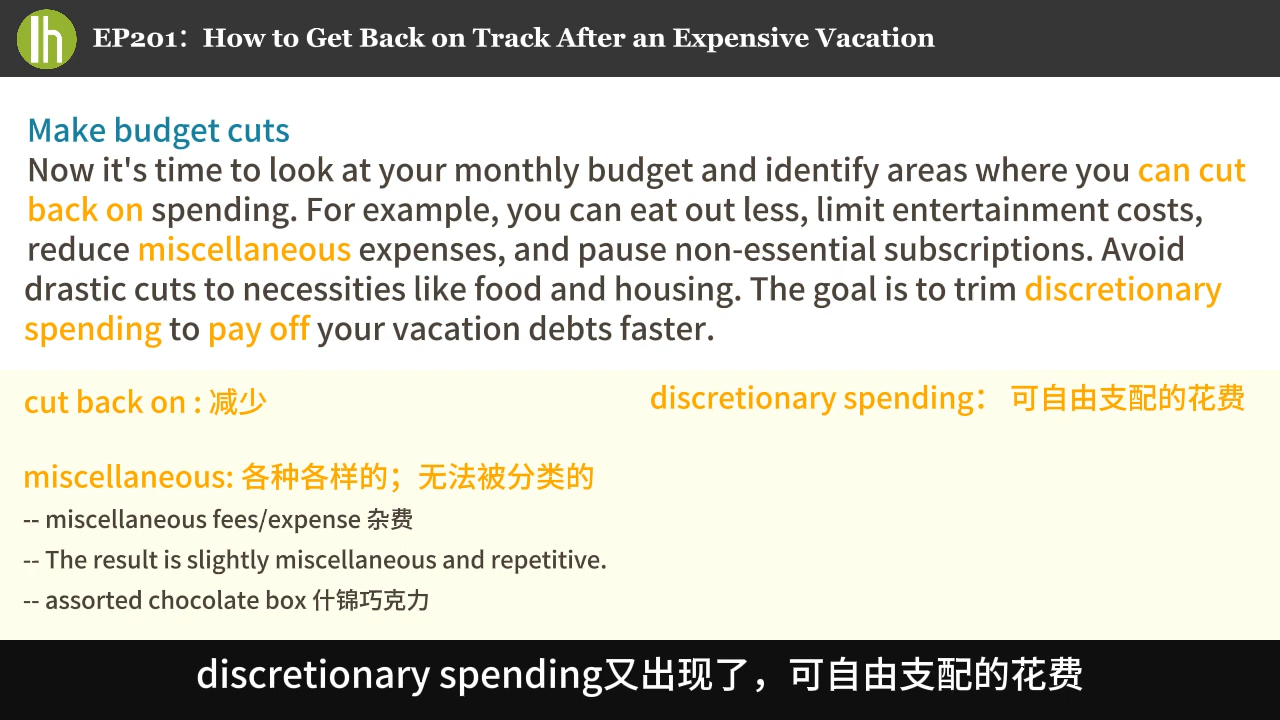 lh
EP201: How to Get Back on Track After an Expensive Vacation
Make budget cuts
Now it's time to look at your monthly budget and identify areas where you can cut
back on spending. For example, you can eat out less, limit entertainment costs,
reduce miscellaneous expenses, and pause non-essential subscriptions. Avoid
drastic cuts to necessities like food and housing. The goal is to trim discretionary
spending to pay off your vacation debts faster.
cut back on : 减少
discretionary spending： 可自由支配的花费
miscellaneous: 各种各样的；无法被分类的
-- miscellaneous fees/expense 杂费
-- The result is slightly miscellaneous and repetitive.
-- assorted chocolate box 什锦巧克力
discretionary spending又出现了，可自由支配的花费